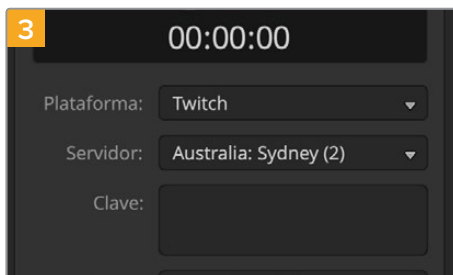 3
00:00:00
Plataforma: Twitch
Servidor: Australia: Sydney (2)
Clave: